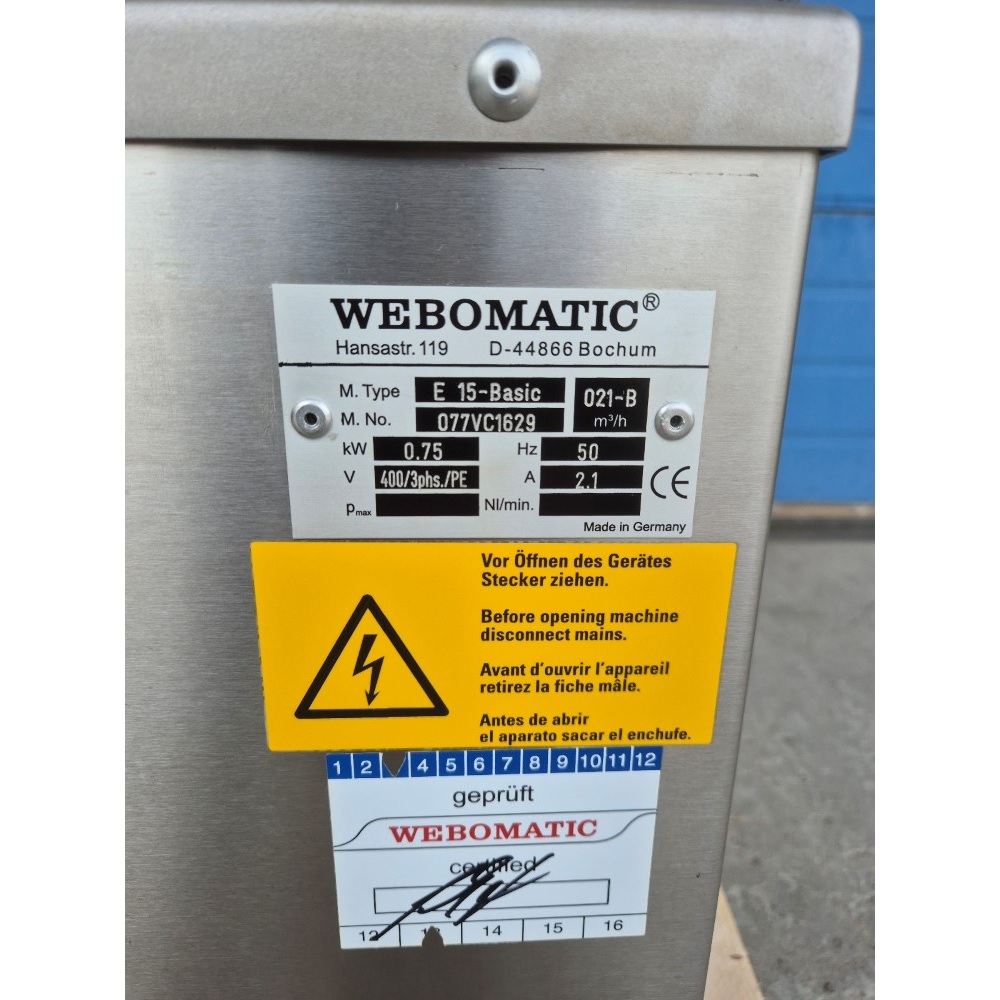 WEBOMATIC®
Hansastr. 119 D-44866 Bochum
M. Type E 15-Basic 021-B
M. No. 077VC1629 m³/h
kW 0.75 Hz 50
V 400/3phs./PE A 2.1 CE
Pmax Nl/min.
Made in Germany
Vor Öffnen des Gerätes
Stecker ziehen.
Before opening machine
disconnect mains.
Avant d'ouvrir l'appareil
retirez la fiche mâle.
Antes de abrir
el aparato sacar el enchufe.
1 2 4 5 6 7 8 9 10 11 12
geprüft
WEBOMATIC
certified
12 13 14 15 16